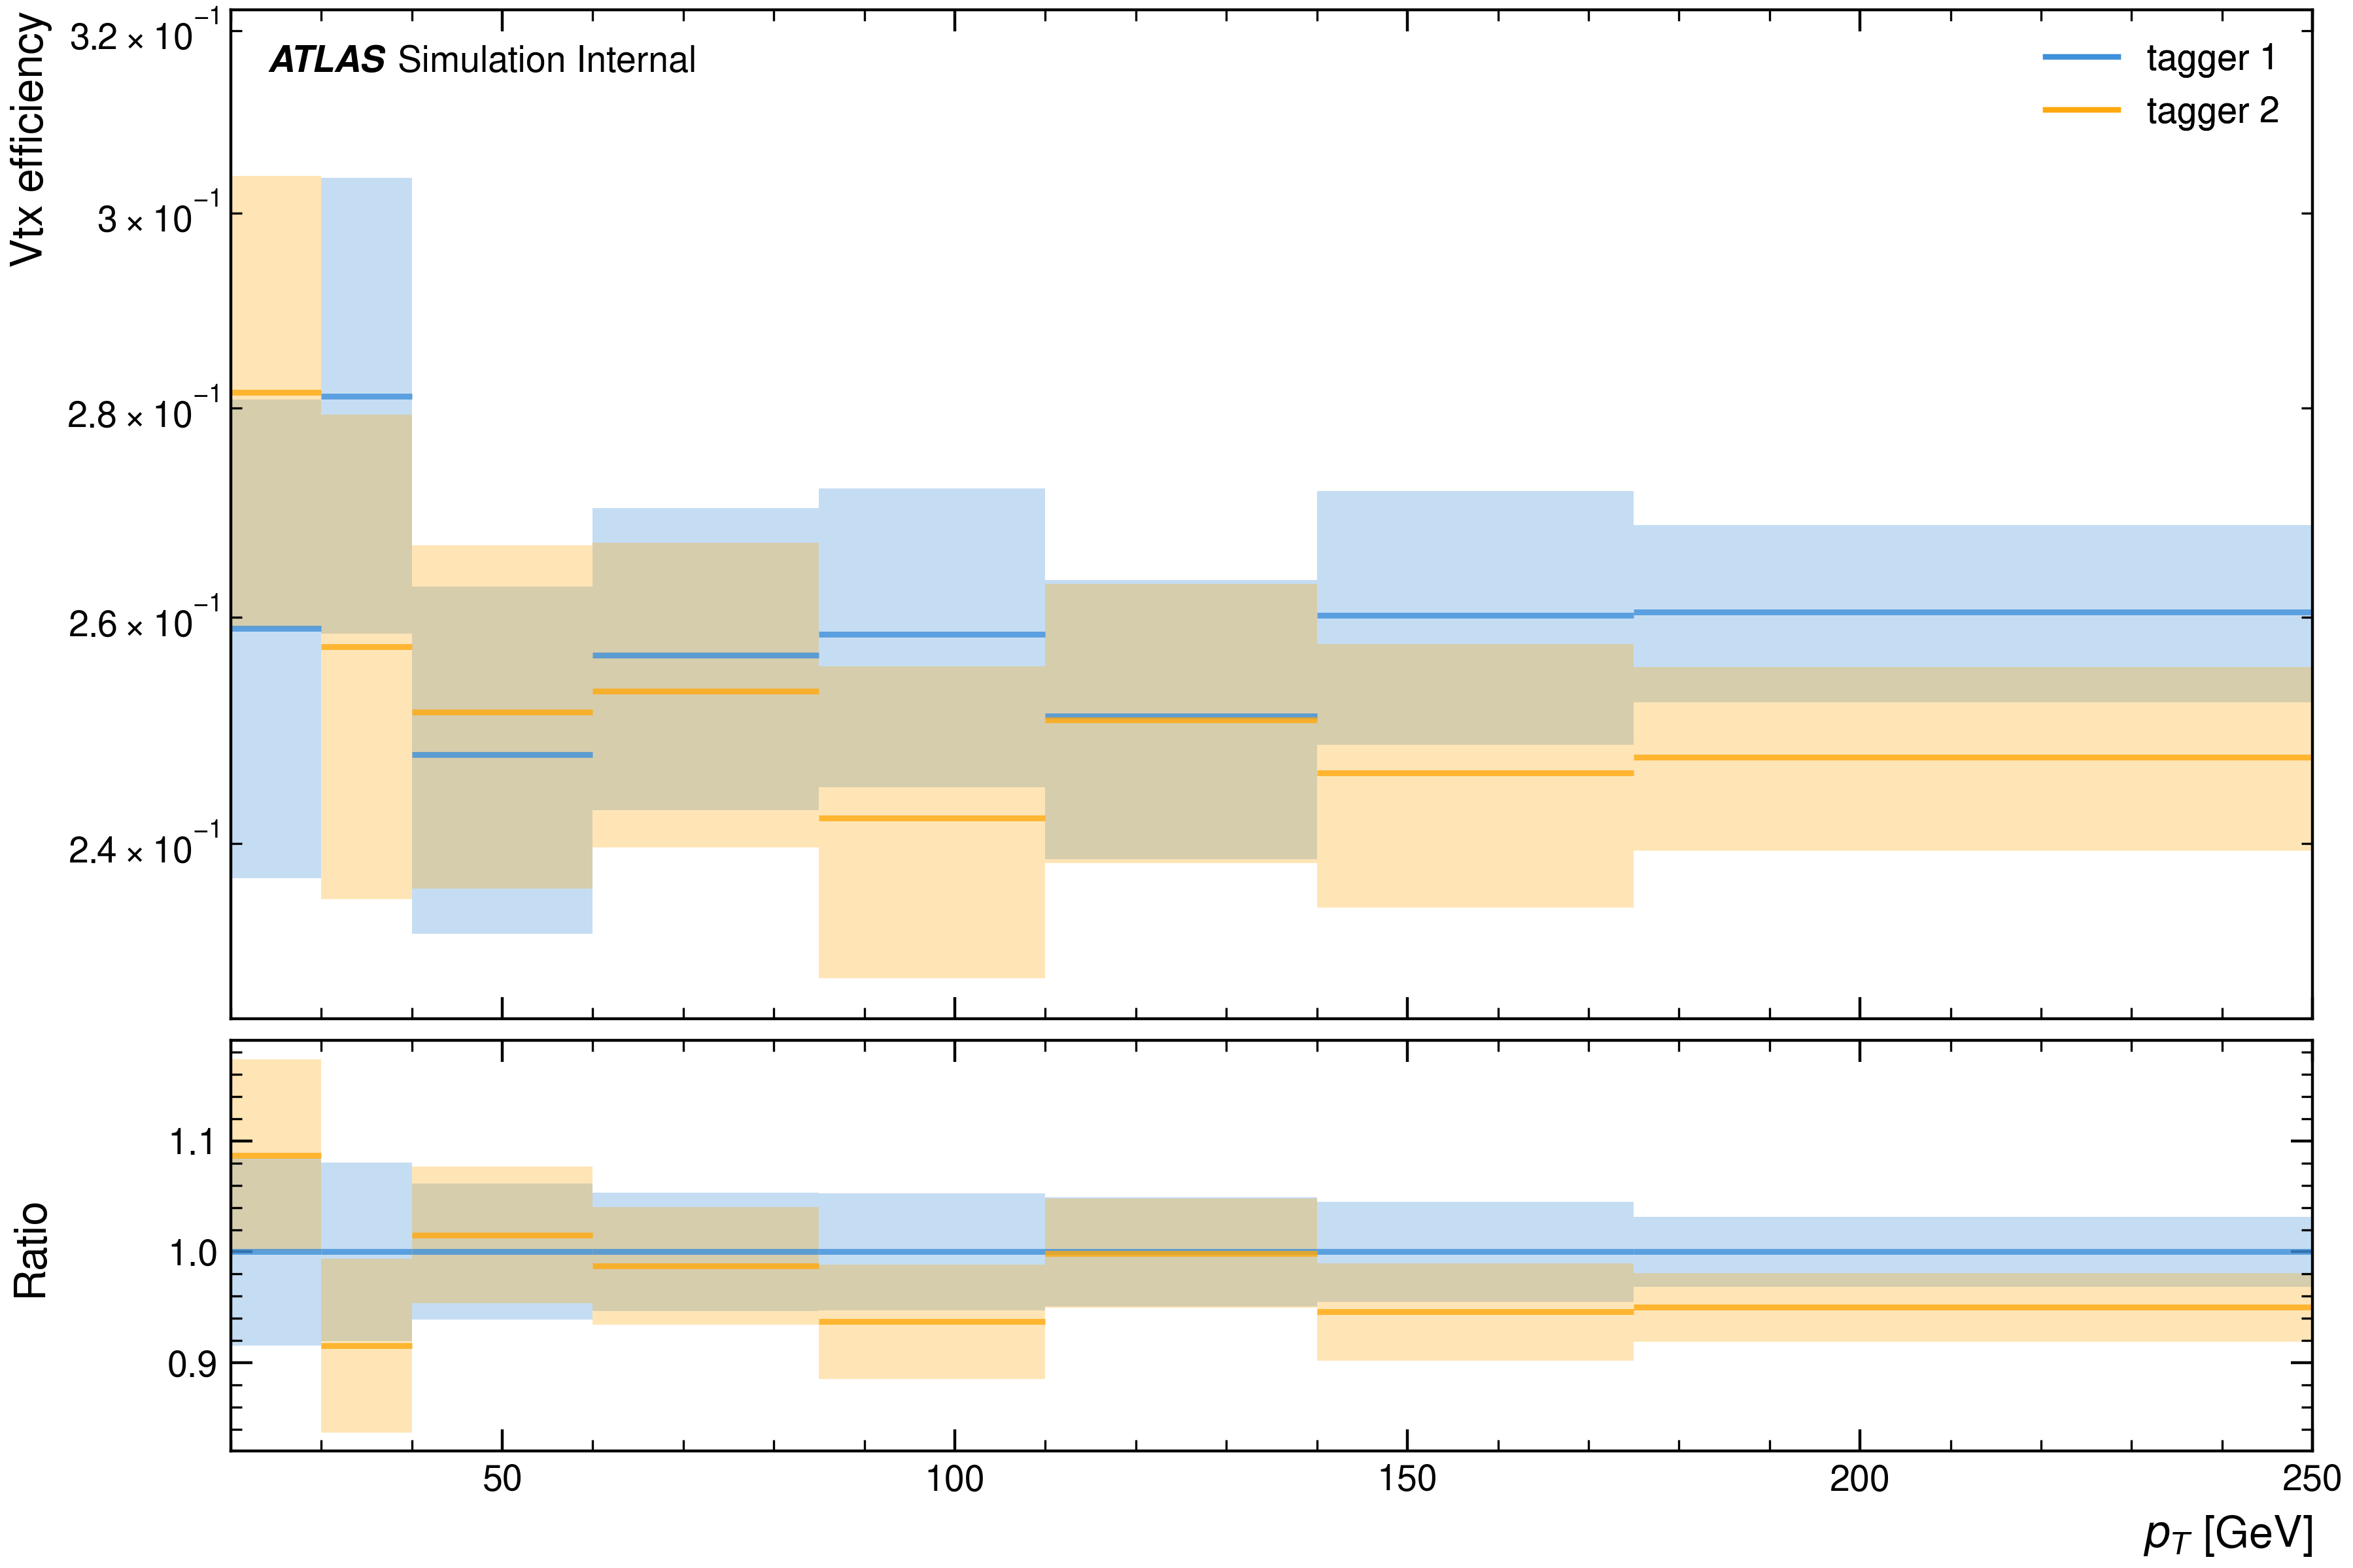 Vtx efficiency
3.2 × 10⁻¹
3 × 10⁻¹
2.8 × 10⁻¹
2.6 × 10⁻¹
2.4 × 10⁻¹
ATLAS Simulation Internal
tagger 1
tagger 2
Ratio
1.1
1.0
0.9
50 100 150 200 250
p_T [GeV]